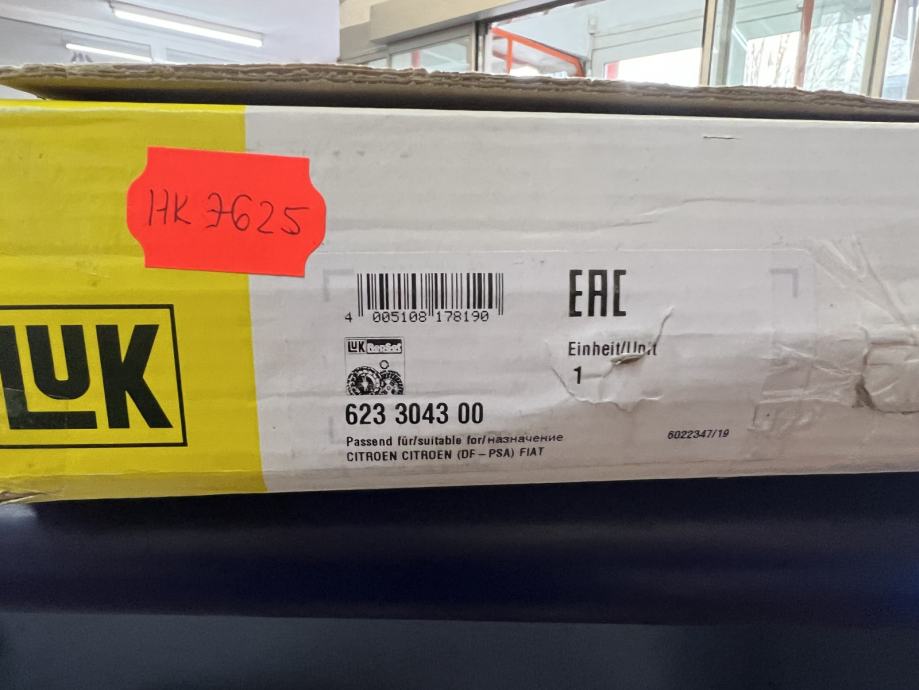 HK 7625
LUK
4 005108 178190
EAC
LUK RepSet
Einheit/Unit
1
623 3043 00
Passend für/suitable for/назначение
6022347/19
CITROEN CITROEN (DF-PSA) FIAT